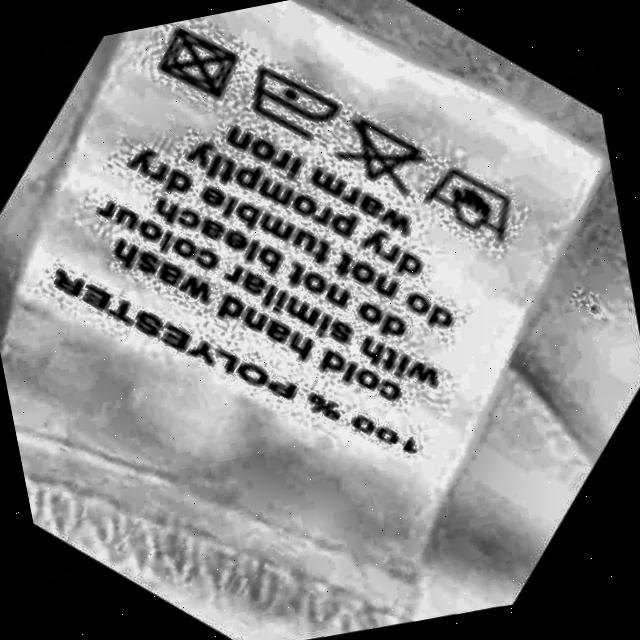 100 % POLYESTER
cold hand wash
with similar colour
do not bleach
do not tumble dry
dry promptly
warm iron